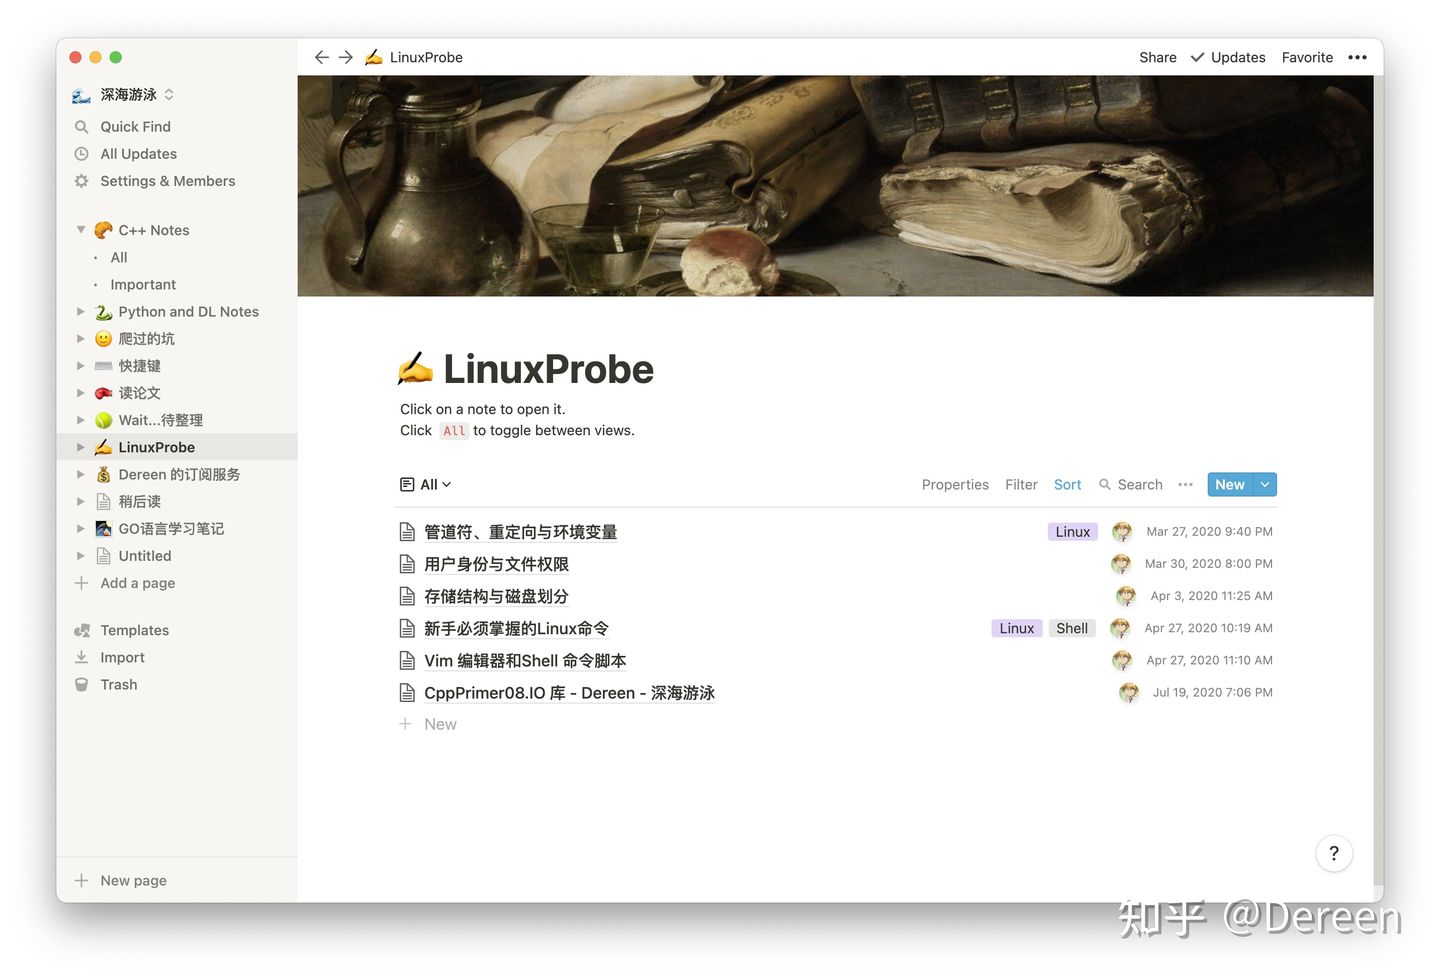 LinuxProbe
Share
Updates
Favorite
深海游泳
Quick Find
All Updates
Settings & Members
C++ Notes
All
Important
Python and DL Notes
爬过的坑
快捷键
读论文
Wait...待整理
LinuxProbe
Dereen 的订阅服务
稍后读
GO语言学习笔记
Untitled
Add a page
Templates
Import
Trash
New page
LinuxProbe
Click on a note to open it.
Click All to toggle between views.
All
Properties
Filter
Sort
Search
New
管道符、重定向与环境变量 Linux Mar 27, 2020 9:40 PM
用户身份与文件权限 Mar 30, 2020 8:00 PM
存储结构与磁盘划分 Apr 3, 2020 11:25 AM
新手必须掌握的Linux命令 Linux Shell Apr 27, 2020 10:19 AM
Vim 编辑器和Shell 命令脚本 Apr 27, 2020 11:10 AM
CppPrimer08.IO 库 - Dereen - 深海游泳 Jul 19, 2020 7:06 PM
New
?
知乎 @Dereen